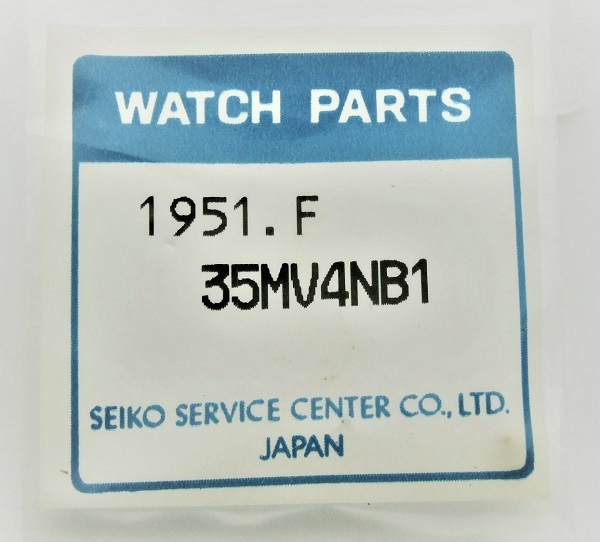 WATCH PARTS
1951.F
35MV4NB1
SEIKO SERVICE CENTER CO., LTD.
JAPAN